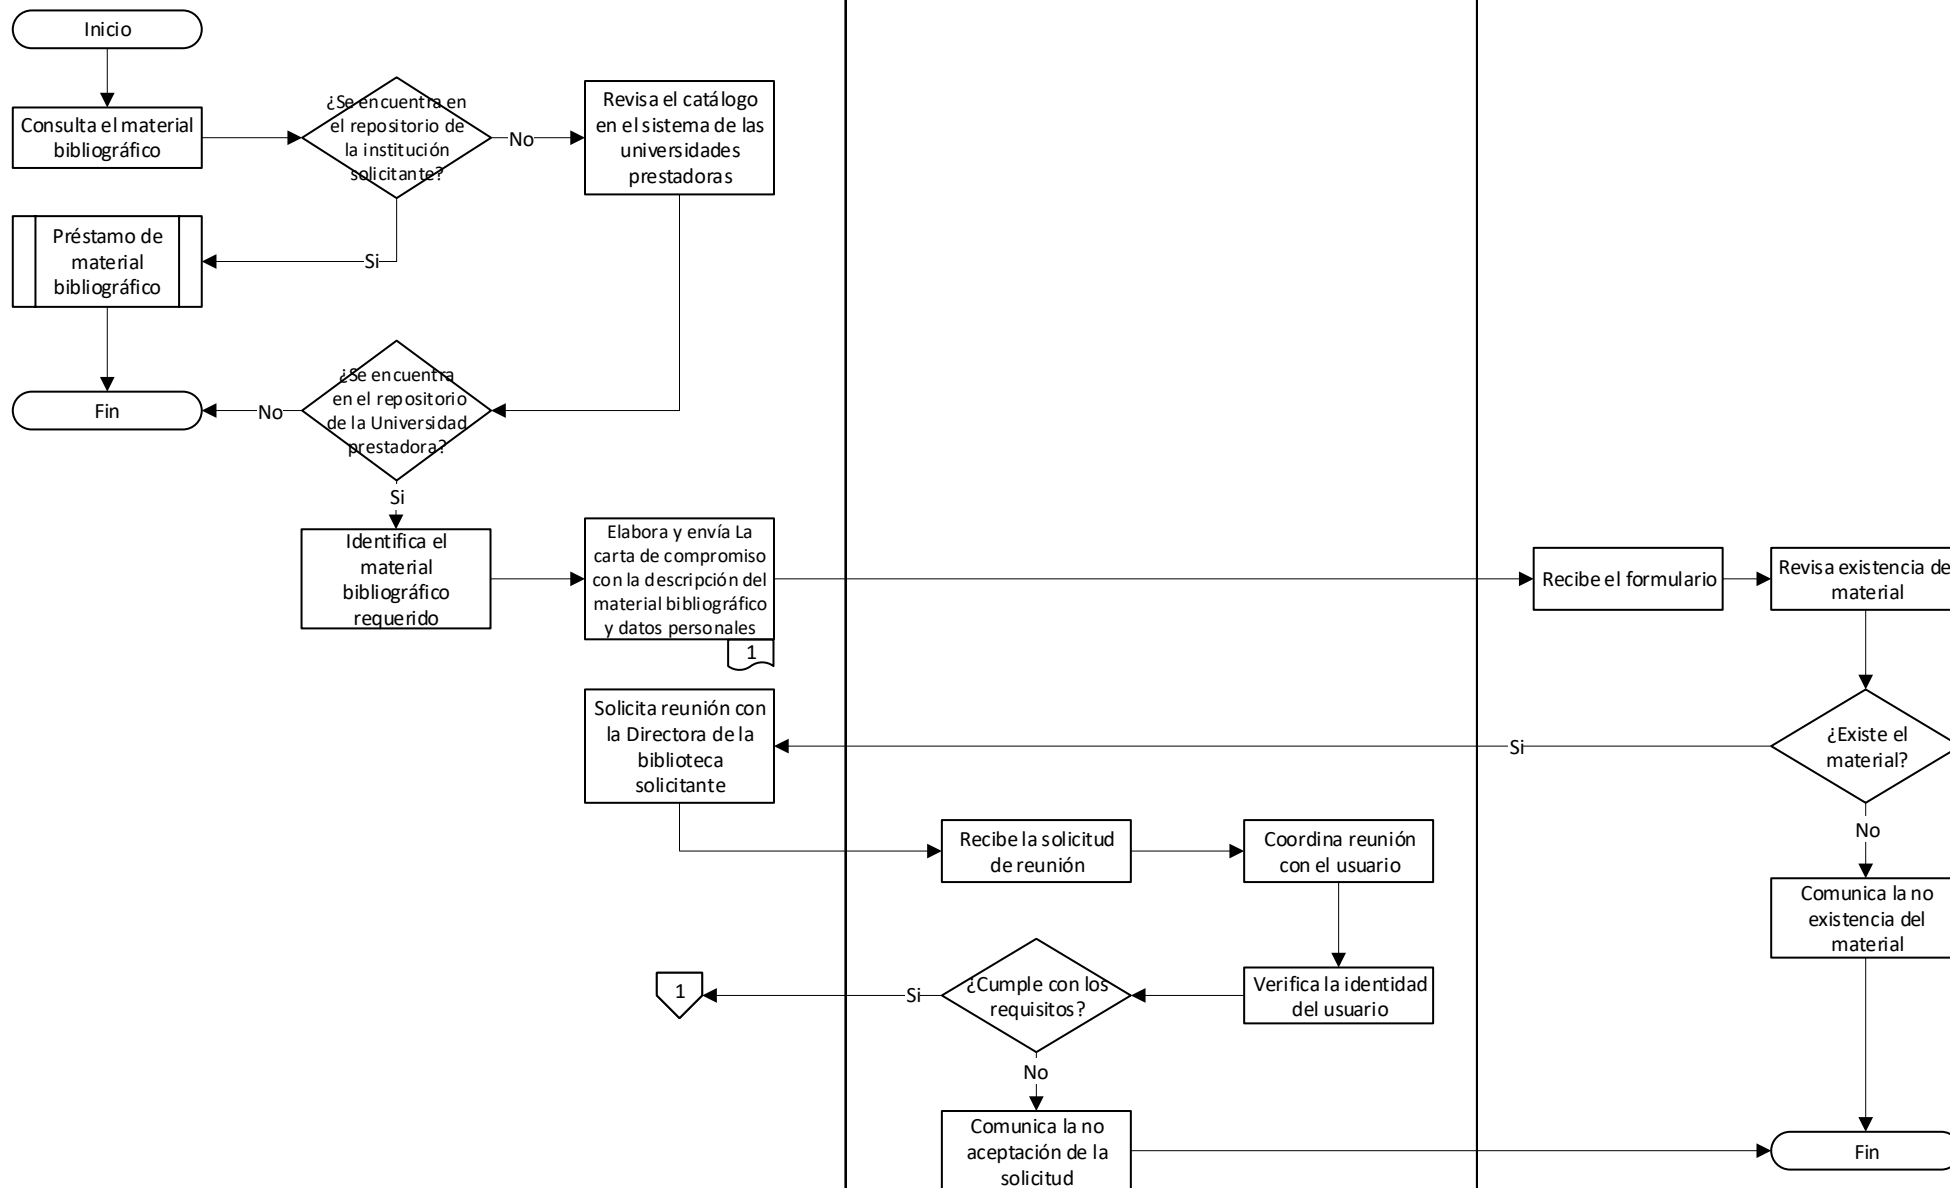 Inicio
Consulta el material
bibliográfico
¿Se encuentra en
el repositorio de
la institución
solicitante?
No
Revisa el catálogo
en el sistema de las
universidades
prestadoras
Si
Préstamo de
material
bibliográfico
Fin
No
¿Se encuentra
en el repositorio
de la Universidad
prestadora?
Si
Identifica el
material
bibliográfico
requerido
Elabora y envía La
carta de compromiso
con la descripción del
material bibliográfico
y datos personales
1
Recibe el formulario
Revisa existencia de
material
Solicita reunión con
la Directora de la
biblioteca
solicitante
Si
¿Existe el
material?
No
Recibe la solicitud
de reunión
Coordina reunión
con el usuario
Comunica la no
existencia del
material
1
Si
¿Cumple con los
requisitos?
Verifica la identidad
del usuario
No
Comunica la no
aceptación de la
solicitud
Fin